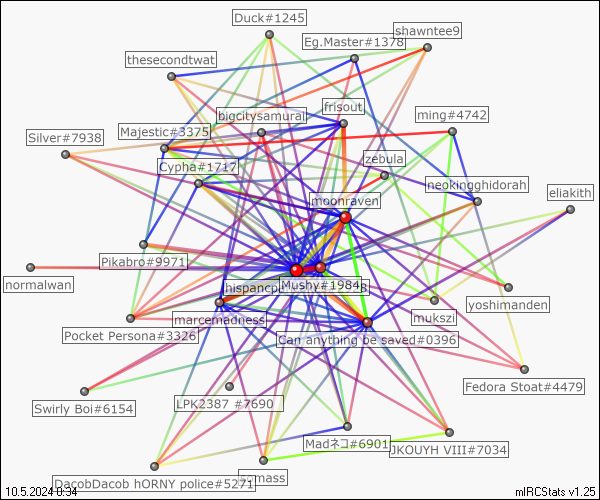 Duck#1245
shawntee9
Eg.Master#1378
thesecondtwat
frisout
bigcitysamurai
ming#4742
Majestic#3375
Silver#7938
zebula
Cypha#1717
neokingghidorah
eliakith
moonraven
Pikabro#9971
normalwan
Mushy#1984
yoshimanden
mukszi
marcemadness
Pocket Persona#3326
Can anything be saved#0396
Fedora Stoat#4479
LPK2387 #7690
Swirly Boi#6154
Madネコ#6901
JKOUYH VIII#7034
DacobDacob hORNY police#5271
10.5.2024 0:34
mIRCStats v1.25